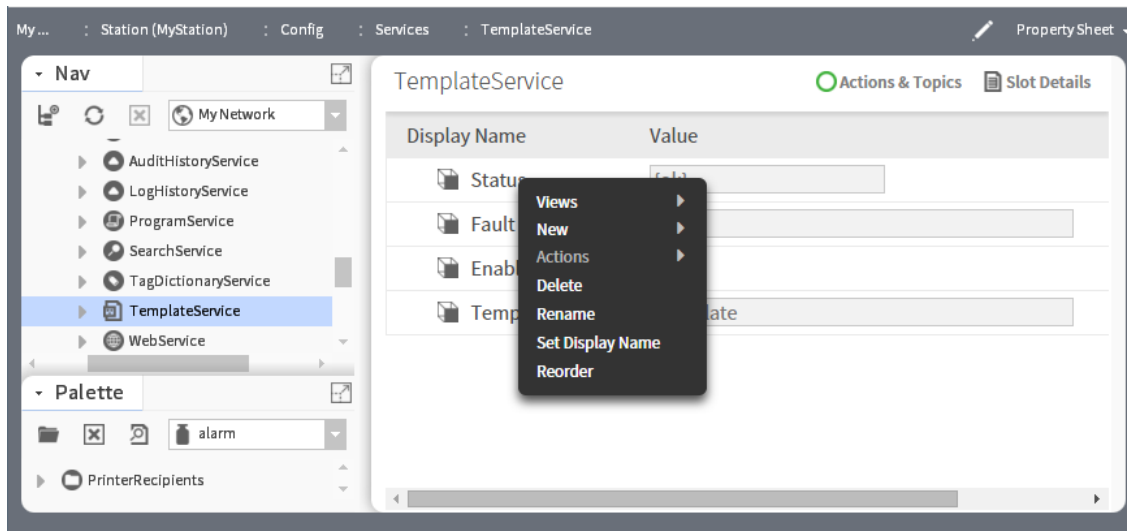 My ... : Station (MyStation) : Config : Services : TemplateService
Property Sheet
Nav
My Network
AuditHistoryService
LogHistoryService
ProgramService
SearchService
TagDictionaryService
TemplateService
WebService
Palette
alarm
PrinterRecipients
TemplateService
Actions & Topics
Slot Details
Display Name Value
Status
Fault
Enabl
Temp late
Views
New
Actions
Delete
Rename
Set Display Name
Reorder